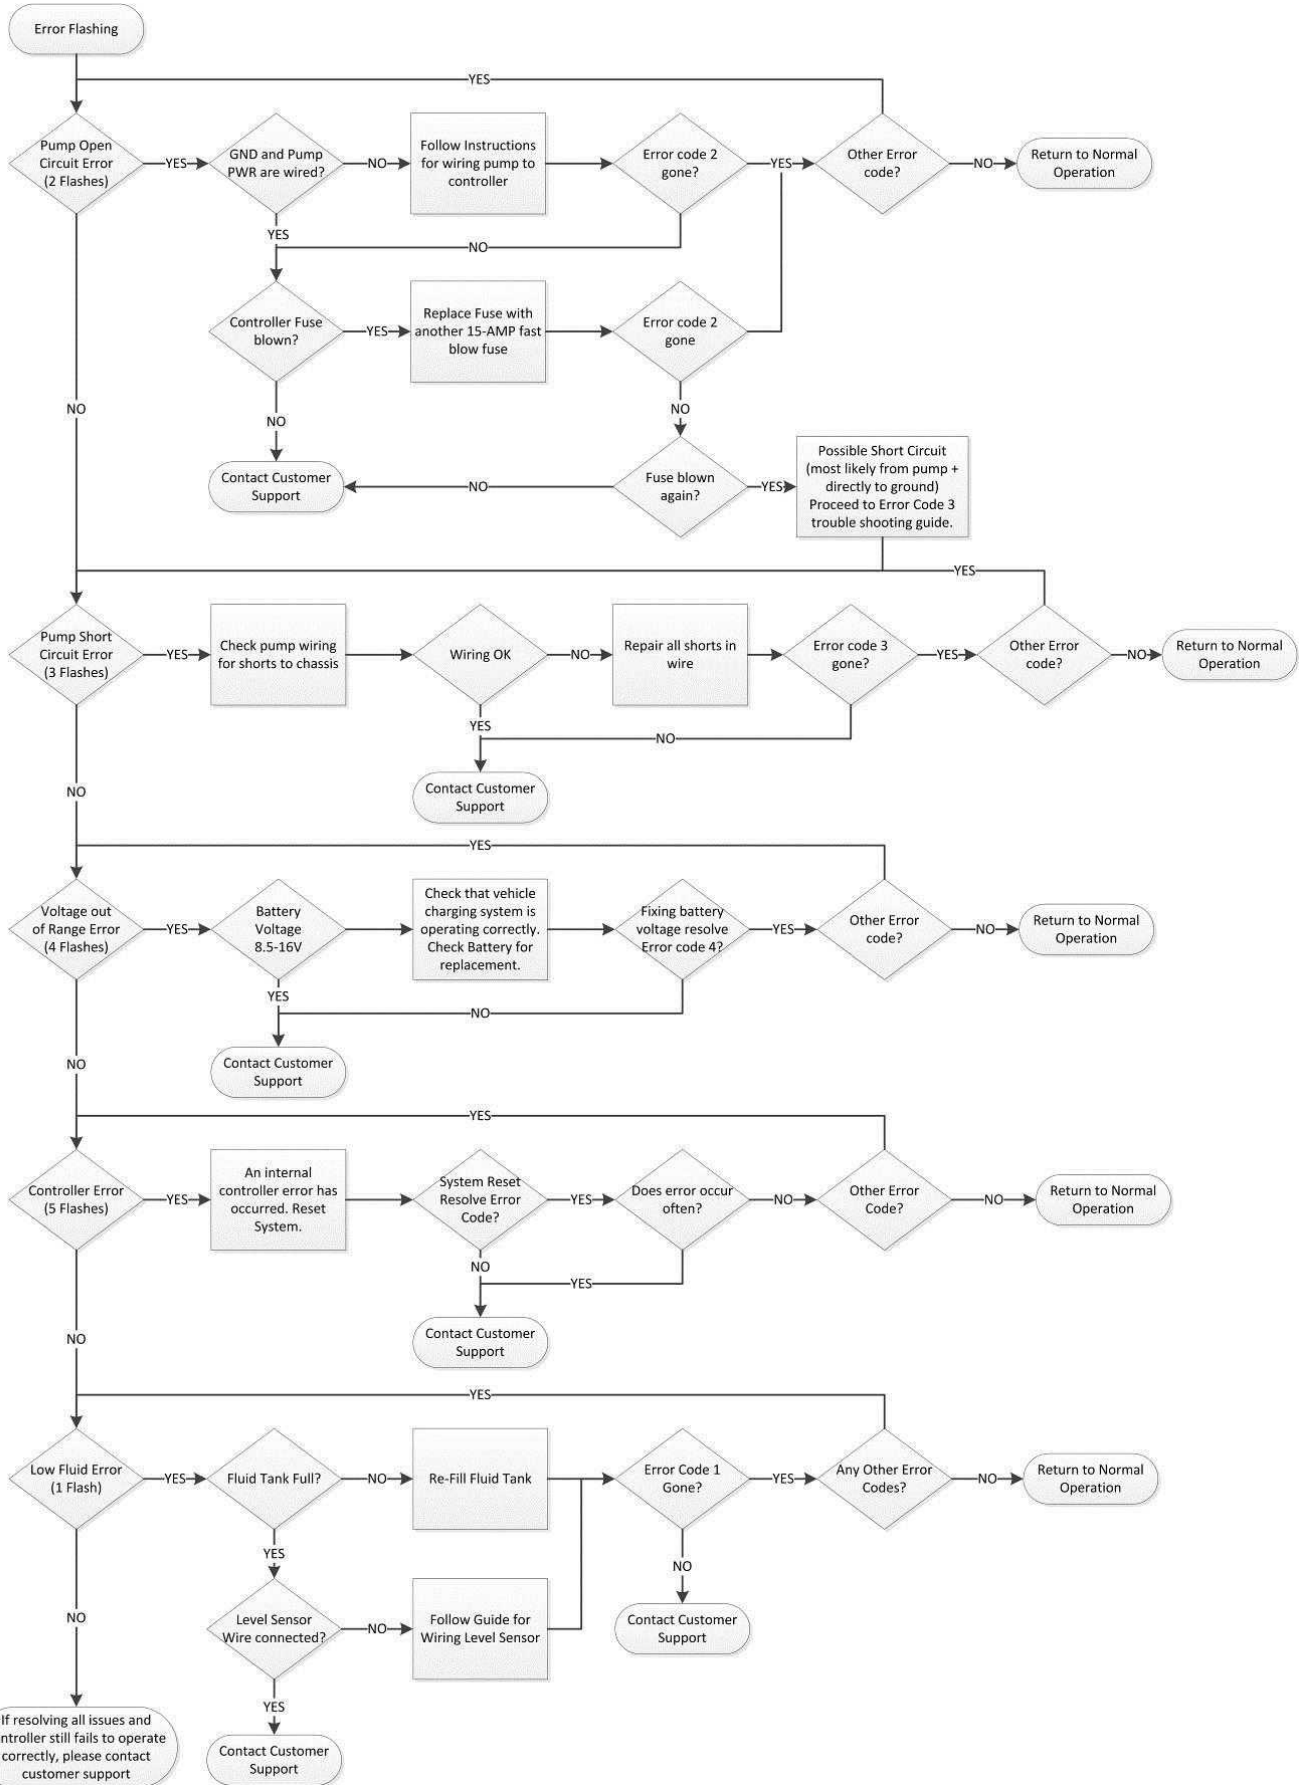 Error Flashing
YES
Pump Open
Circuit Error
(2 Flashes)
YES
GND and Pump
PWR are wired?
NO
Follow Instructions
for wiring pump to
controller
Error code 2
gone?
YES
Other Error
code?
NO
Return to Normal
Operation
YES
NO
Controller Fuse
blown?
YES
Replace Fuse with
another 15-AMP fast
blow fuse
Error code 2
gone
NO
NO
NO
Contact Customer
Support
NO
Fuse blown
again?
YES
Possible Short Circuit
(most likely from pump +
directly to ground)
Proceed to Error Code 3
trouble shooting guide.
YES
Pump Short
Circuit Error
(3 Flashes)
YES
Check pump wiring
for shorts to chassis
Wiring OK
NO
Repair all shorts in
wire
Error code 3
gone?
YES
Other Error
code?
NO
Return to Normal
Operation
YES
NO
NO
Contact Customer
Support
YES
Voltage out
of Range Error
(4 Flashes)
YES
Battery
Voltage
8.5-16V
Check that vehicle
charging system is
operating correctly.
Check Battery for
replacement.
Fixing battery
voltage resolve
Error code 4?
YES
Other Error
code?
NO
Return to Normal
Operation
YES
NO
NO
Contact Customer
Support
YES
Controller Error
(5 Flashes)
YES
An internal
controller error has
occurred. Reset
System.
System Reset
Resolve Error
Code?
YES
Does error occur
often?
NO
Other Error
Code?
NO
Return to Normal
Operation
NO
YES
NO
Contact Customer
Support
YES
Low Fluid Error
(1 Flash)
YES
Fluid Tank Full?
NO
Re-Fill Fluid Tank
Error Code 1
Gone?
YES
Any Other Error
Codes?
NO
Return to Normal
Operation
YES
NO
NO
Level Sensor
Wire connected?
NO
Follow Guide for
Wiring Level Sensor
Contact Customer
Support
YES
If resolving all issues and
ntroller still fails to operate
correctly, please contact
customer support
Contact Customer
Support